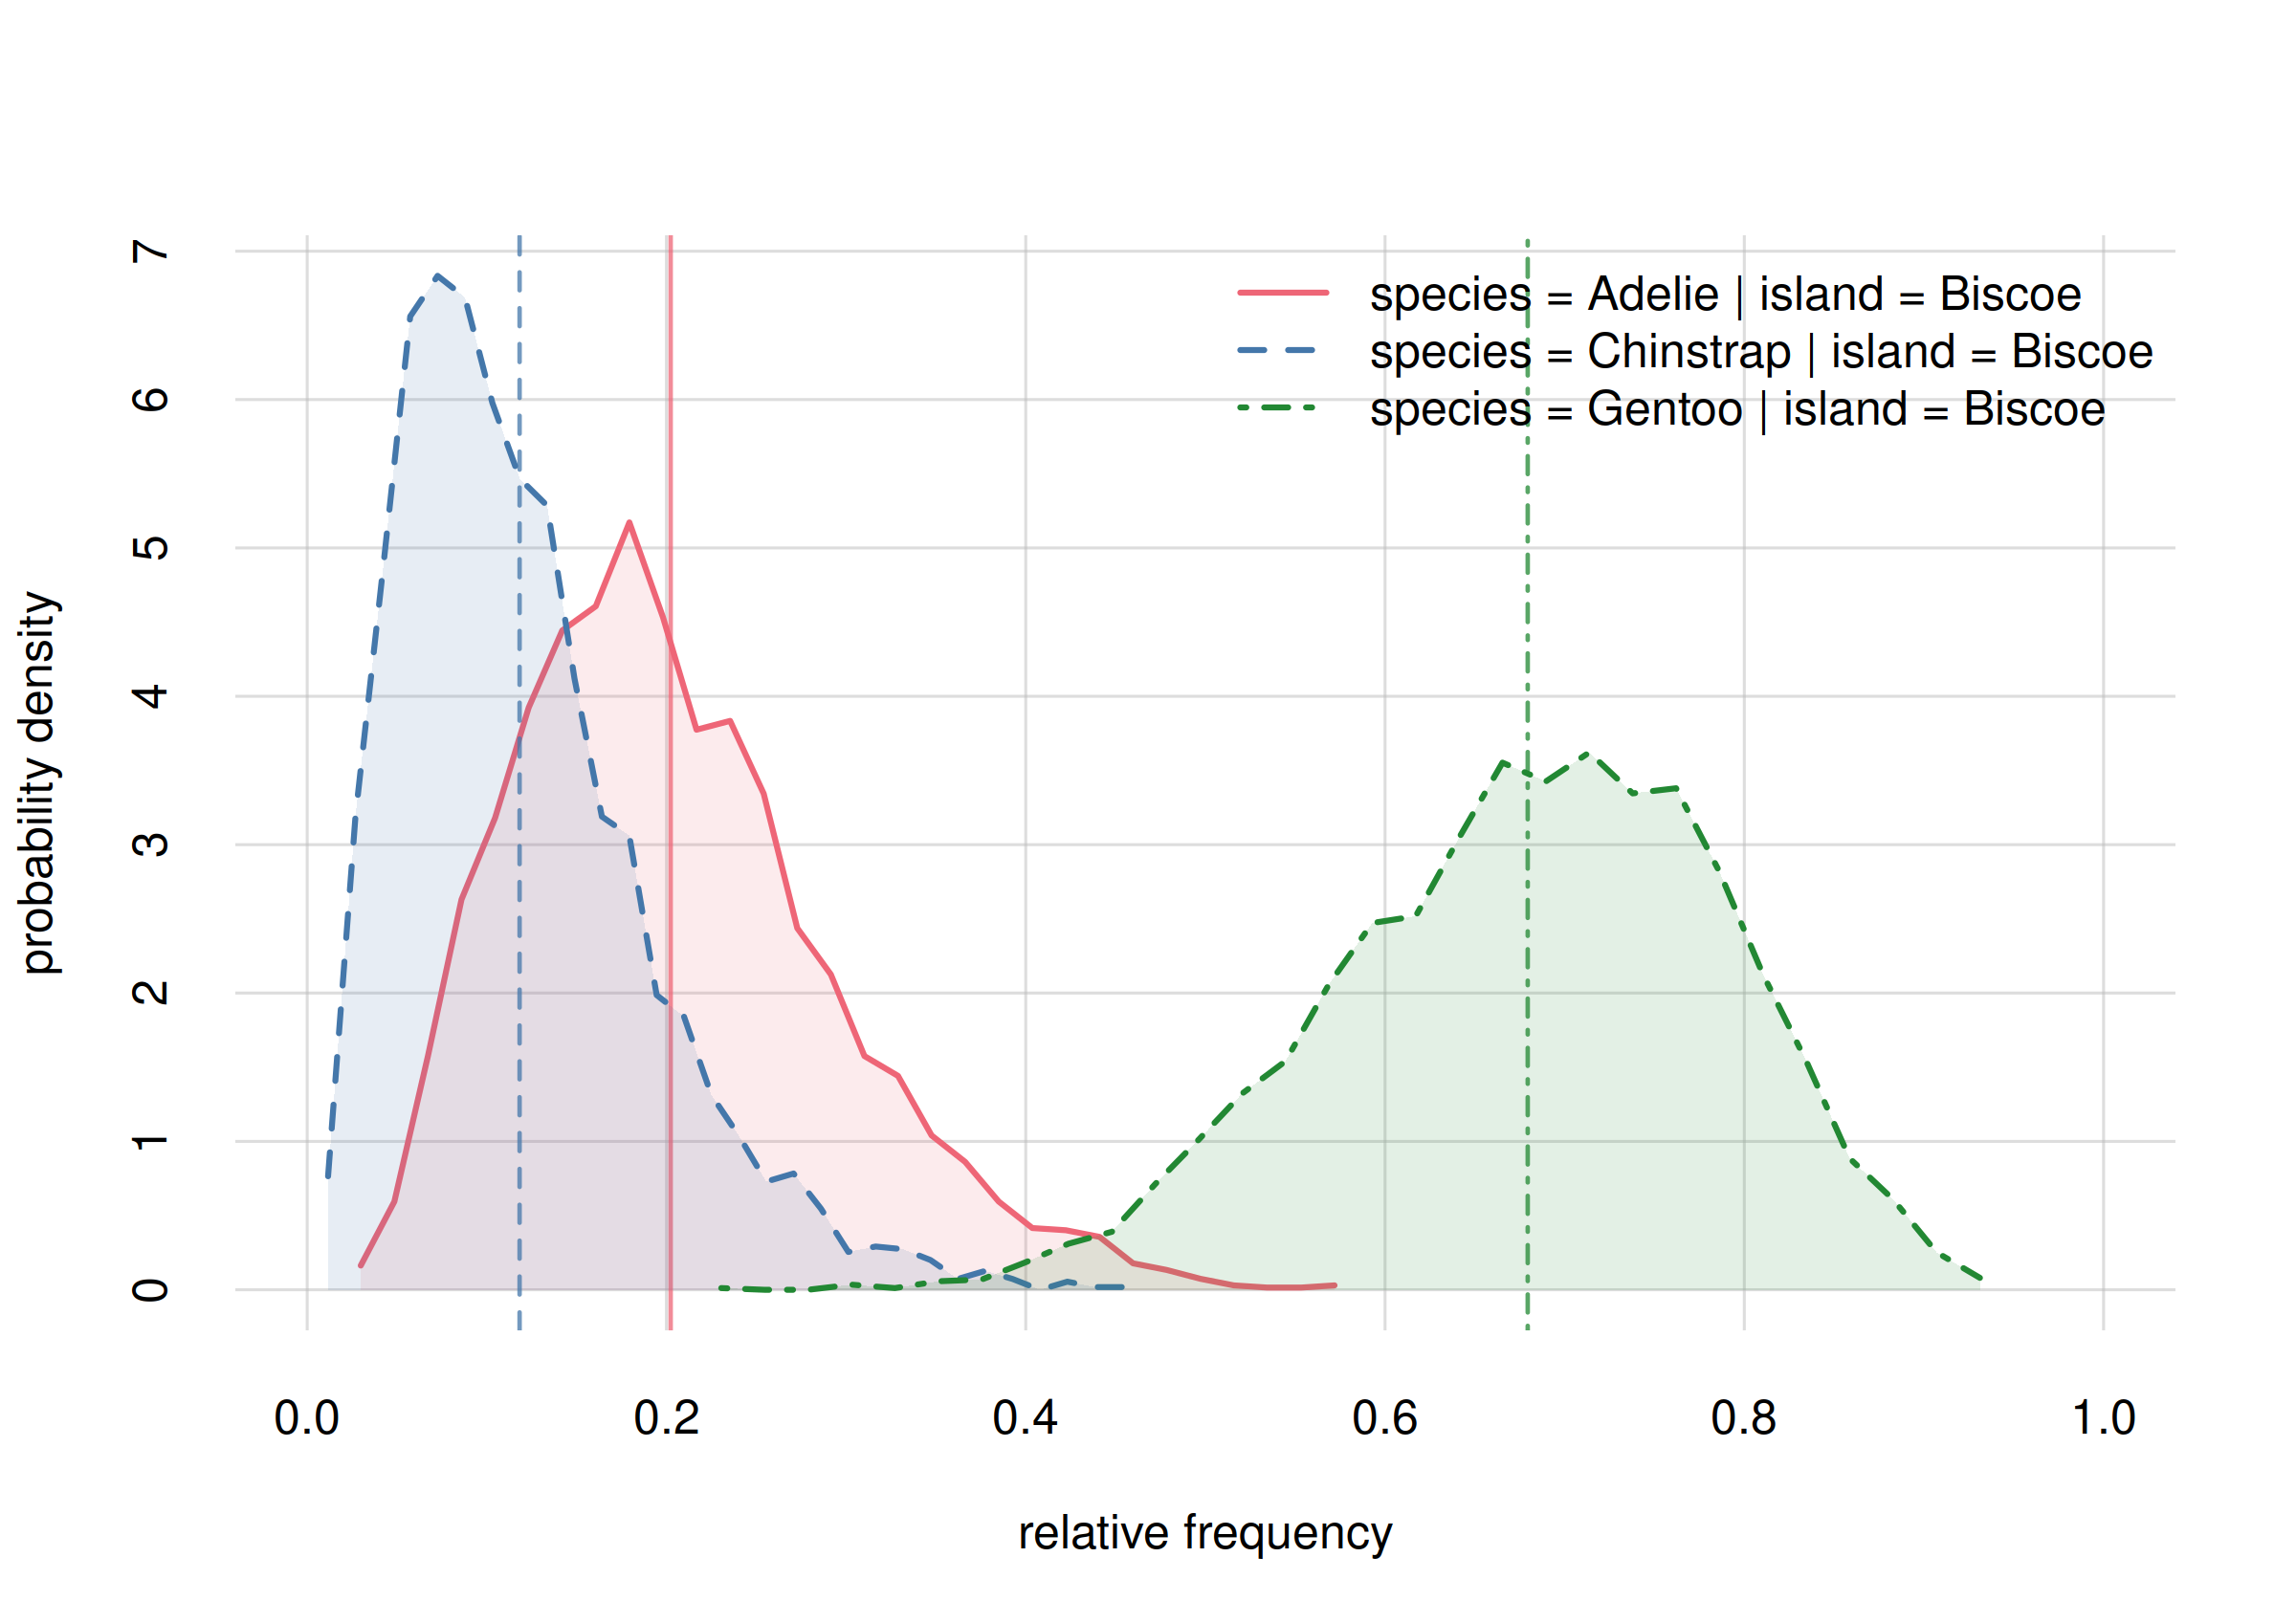 species = Adelie | island = Biscoe
species = Chinstrap | island = Biscoe
species = Gentoo | island = Biscoe
probability density
7
6
5
4
3
2
1
0
0.0 0.2 0.4 0.6 0.8 1.0
relative frequency